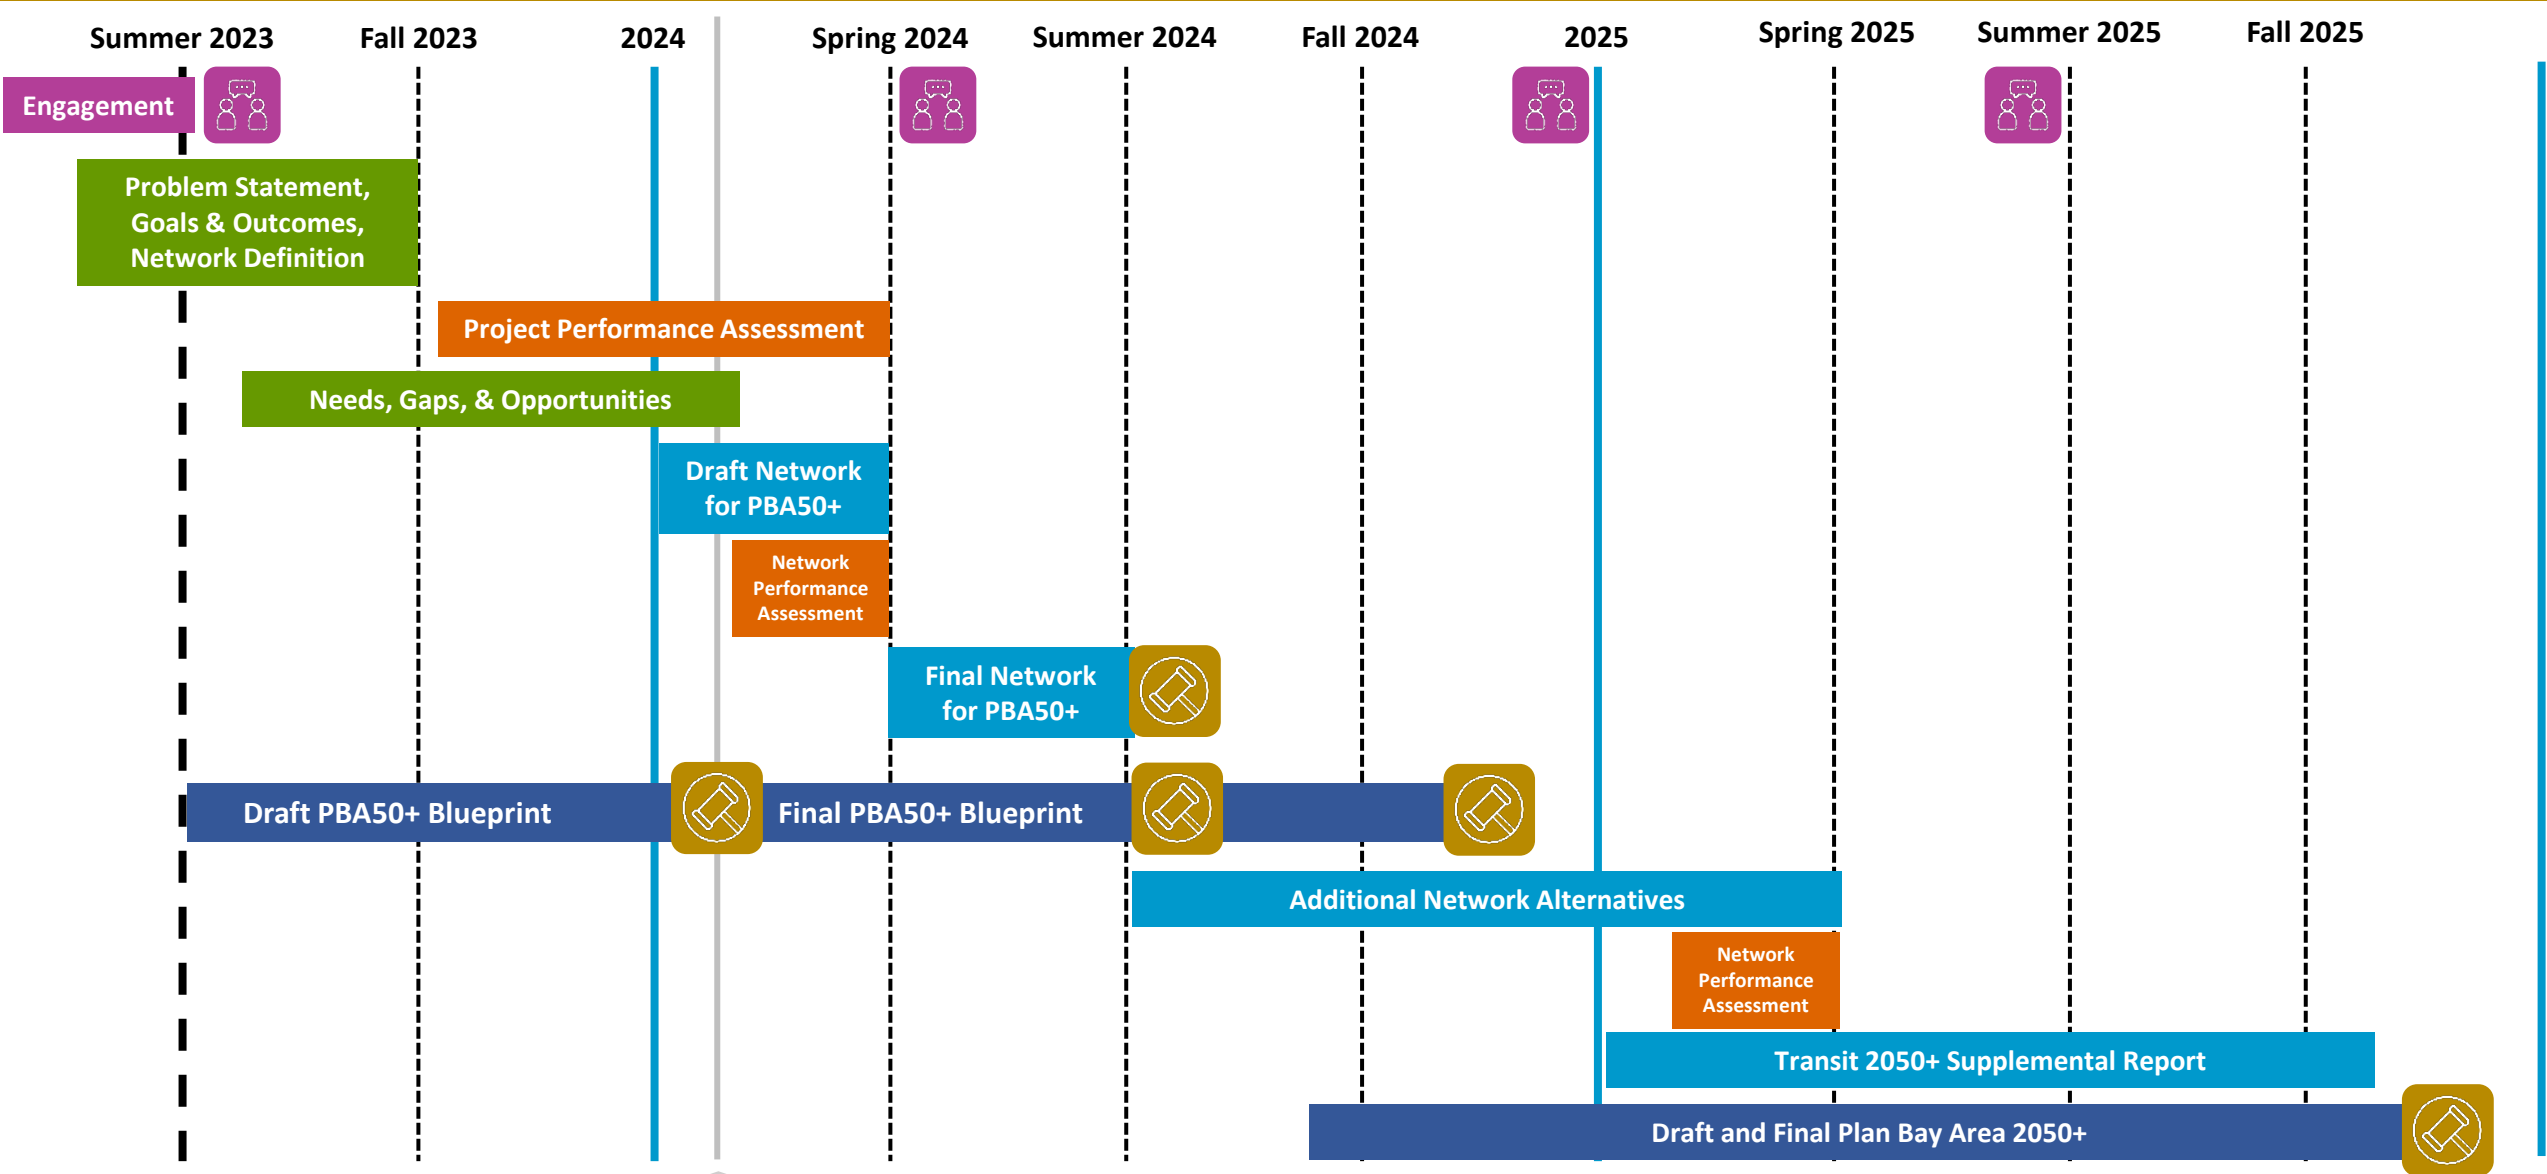 Summer 2023
Fall 2023
2024
Spring 2024
Summer 2024
Fall 2024
2025
Spring 2025
Summer 2025
Fall 2025
Engagement
Problem Statement,
Goals & Outcomes,
Network Definition
Project Performance Assessment
Needs, Gaps, & Opportunities
Draft Network
for PBA50+
Network
Performance
Assessment
Final Network
for PBA50+
Draft PBA50+ Blueprint
Final PBA50+ Blueprint
Additional Network Alternatives
Network
Performance
Assessment
Transit 2050+ Supplemental Report
Draft and Final Plan Bay Area 2050+